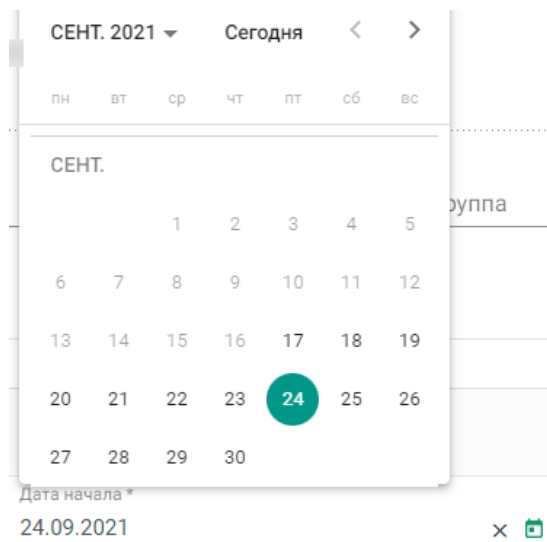 СЕНТ. 2021 Сегодня
пн вт ср чт пт сб вс
СЕНТ.
руппа
1 2 3 4 5
6 7 8 9 10 11 12
13 14 15 16 17 18 19
20 21 22 23 24 25 26
27 28 29 30
Дата начала *
24.09.2021